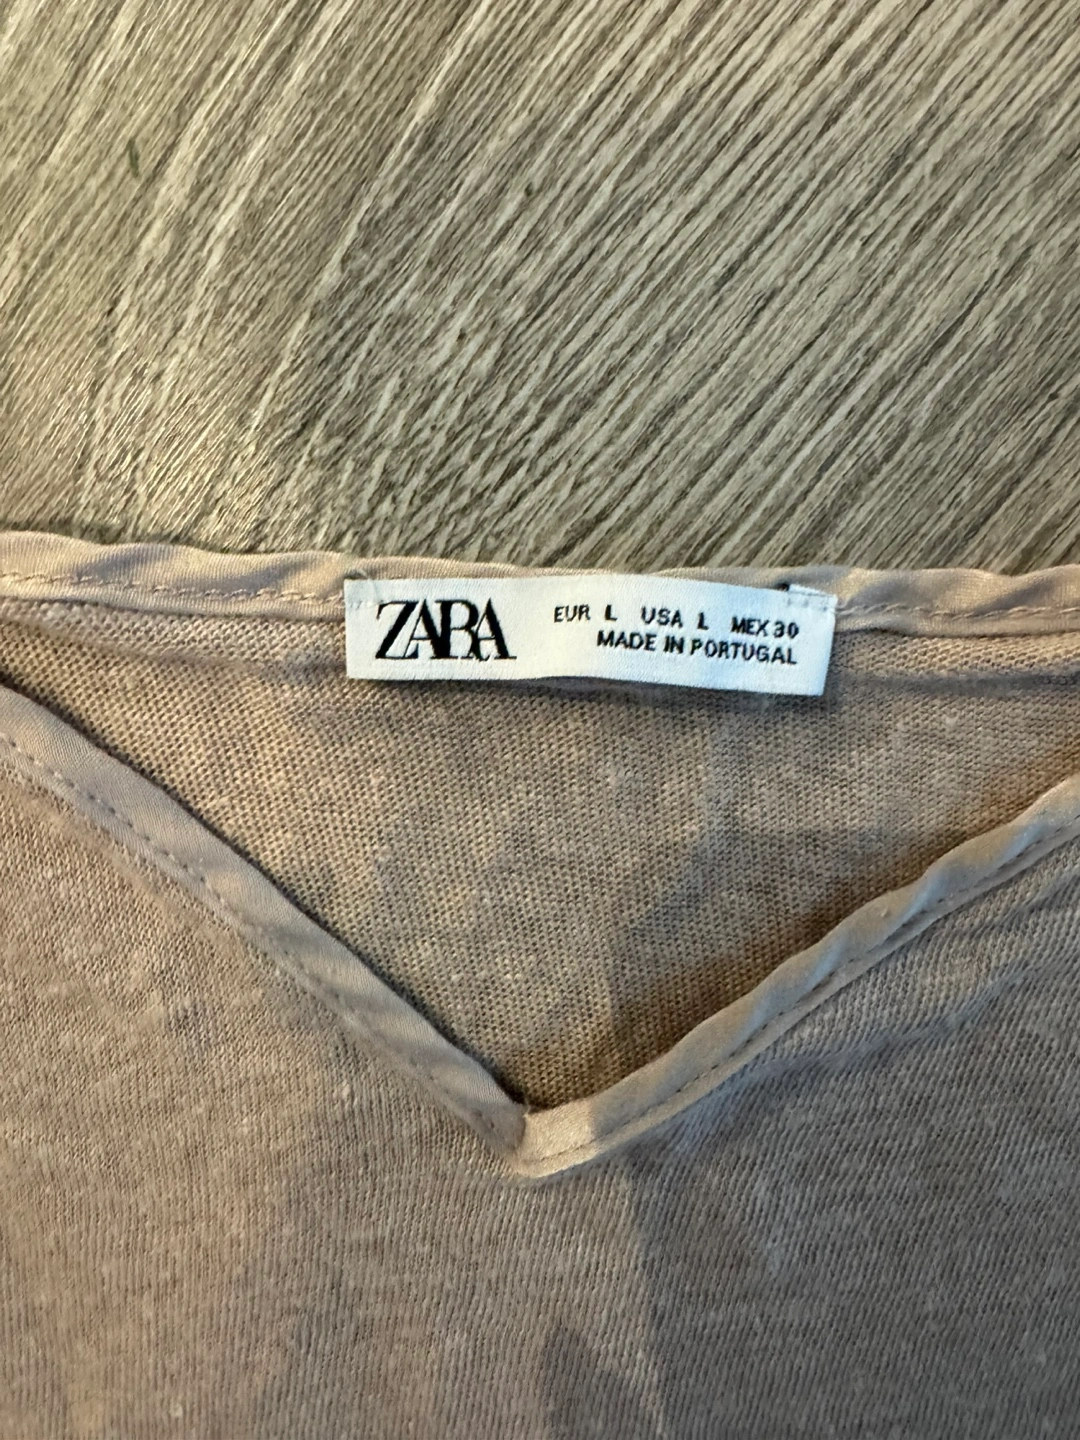 ZARA
EUR L USA L MEX 30
MADE IN PORTUGAL